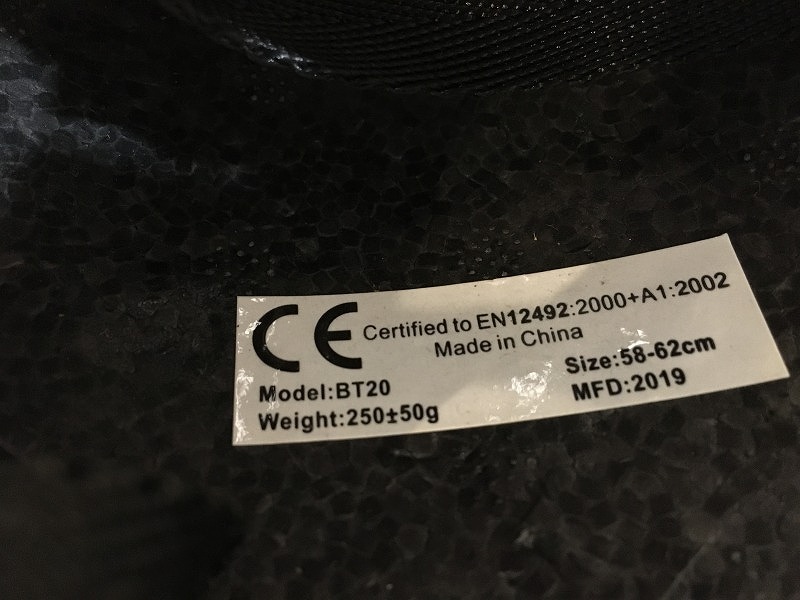 CE Certified to EN12492:2000+A1:2002
Made in China
Model:BT20
Size:58-62cm
Weight:250±50g
MFD:2019